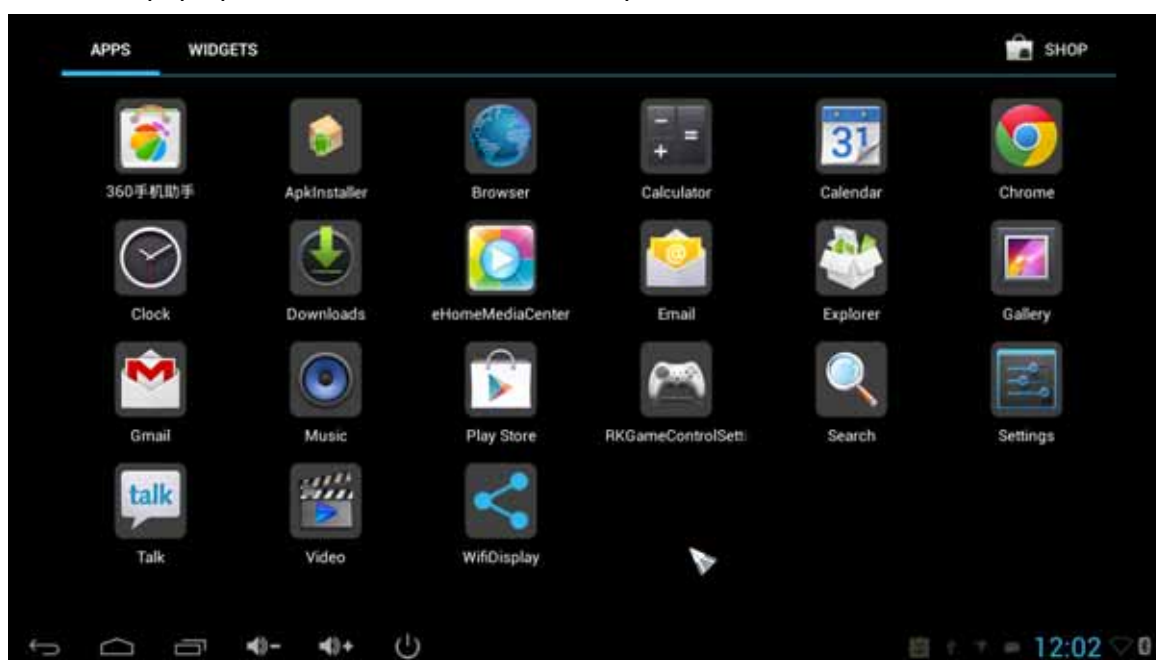 APPS WIDGETS SHOP
31
360手机助手 ApkInstaller Browser Calculator Calendar Chrome
@
Clock Downloads eHomeMediaCenter Email Explorer Gallery
Gmail Music Play Store RKGameControlSetti Search Settings
talk
Talk Video WifiDisplay
12:02